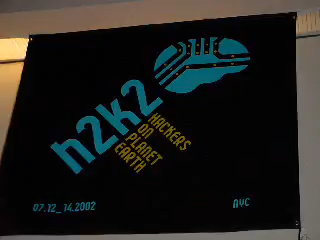 h2k2
HACKERS
ON
PLANET
EARTH
07.12_14.2002
NYC